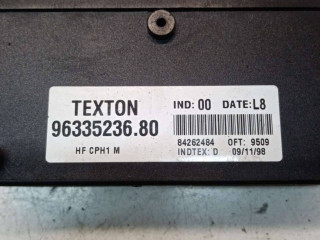 TEXTON IND: 00 DATE: L8
96335236.80
84262484 OFT: 9509
HF CPH1 M INDTEX: D 09/11/98